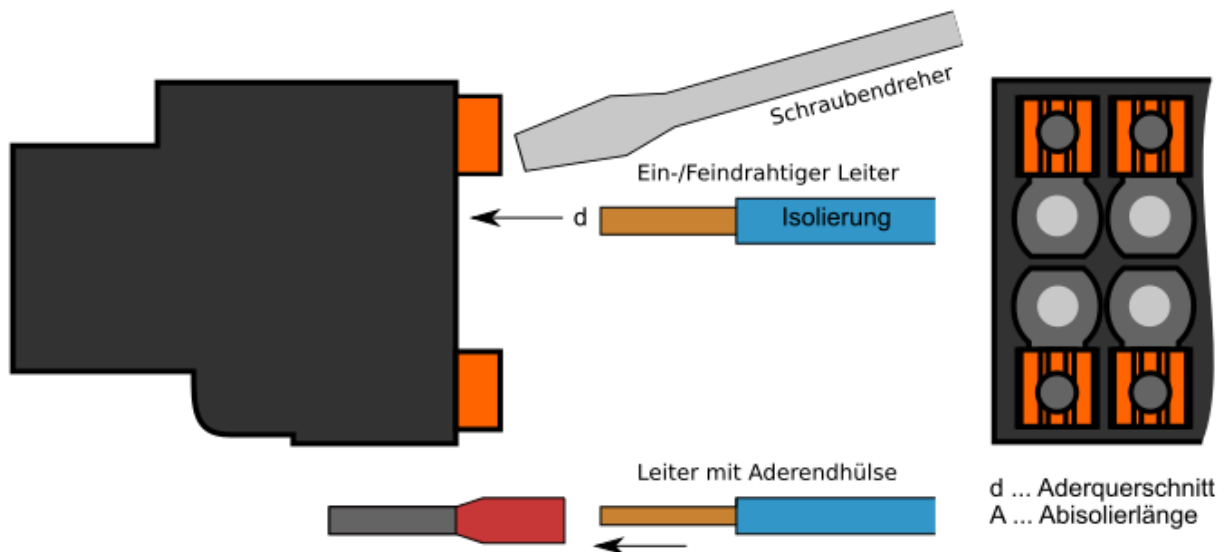 Schraubendreher
Ein-/Feindrahtiger Leiter
d
Isolierung
Leiter mit Aderendhülse
d ... Aderquerschnitt
A ... Abisolierlänge